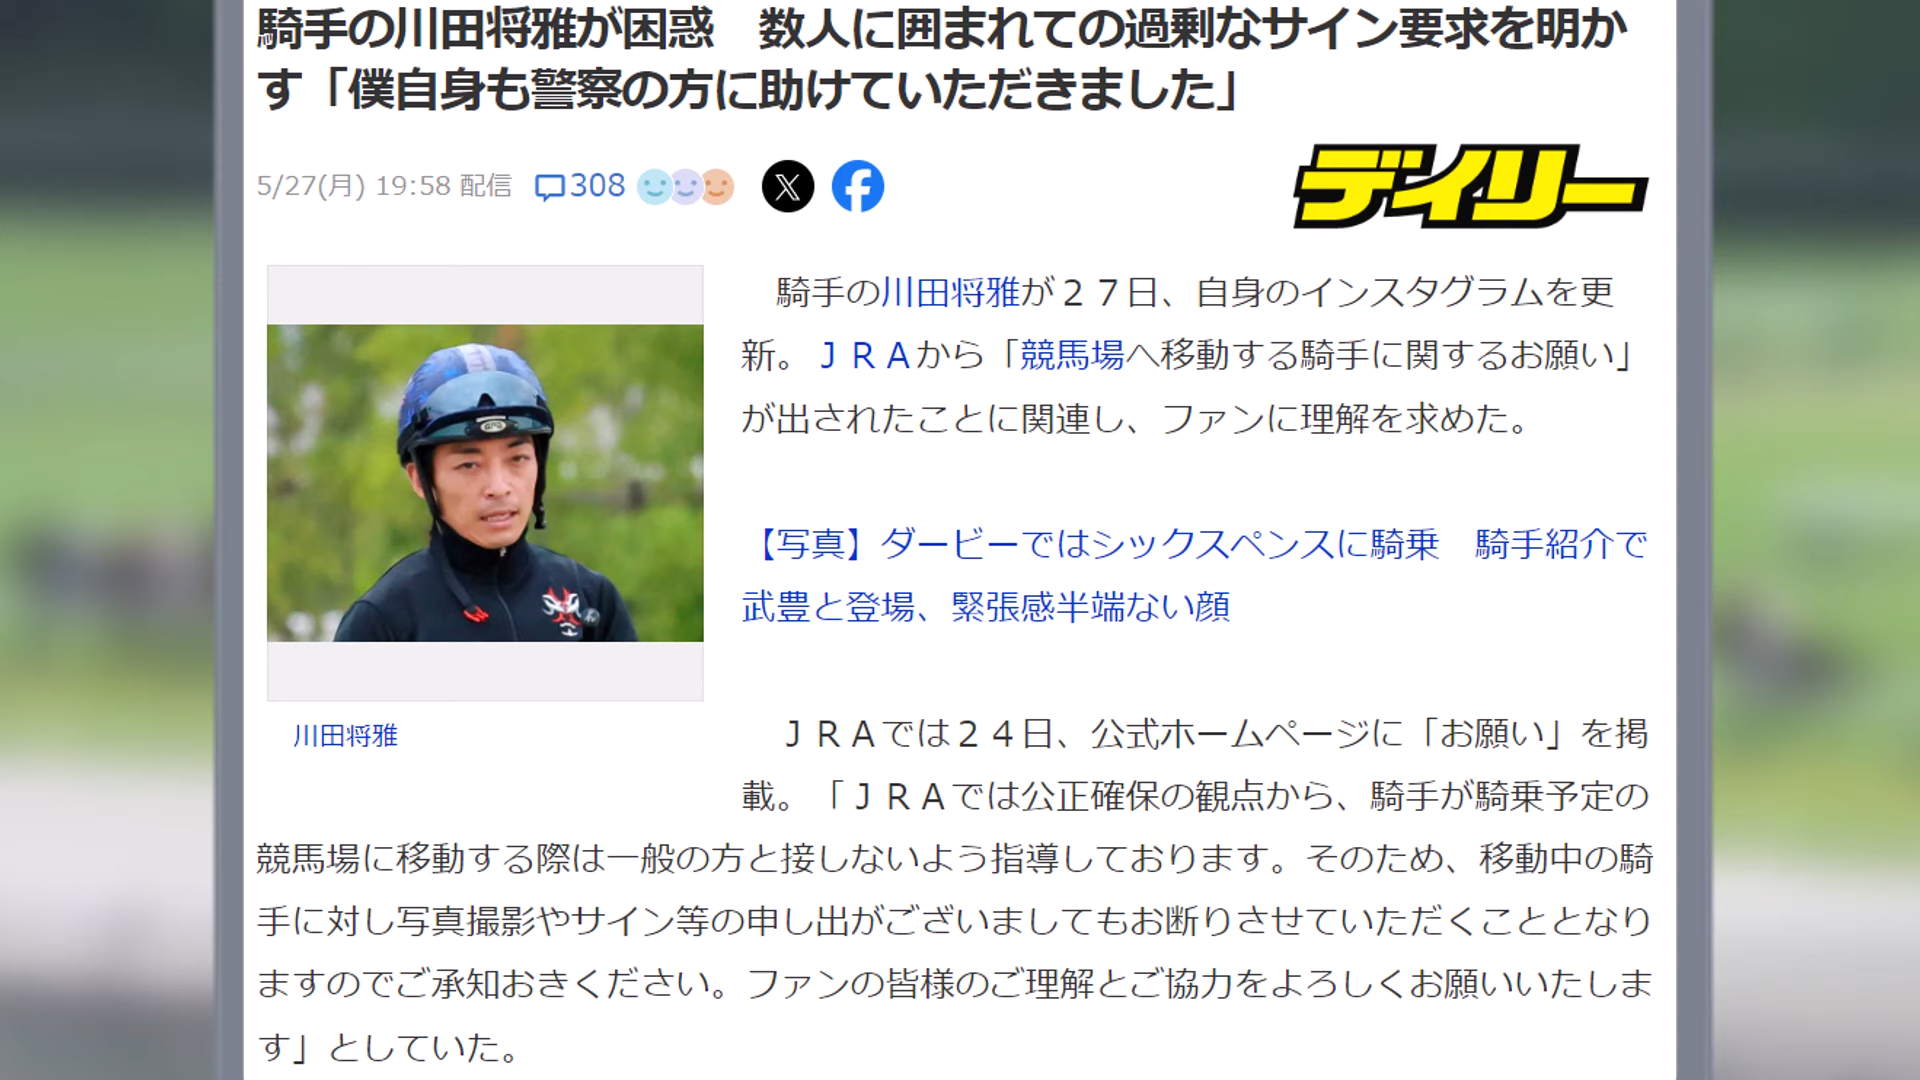 騎手の川田将雅が困惑　数人に囲まれての過剰なサイン要求を明か
す「僕自身も警察の方に助けていただきました」
5/27(月) 19:58 配信 308
デイリー
騎手の川田将雅が２７日、自身のインスタグラムを更
新。ＪＲＡから「競馬場へ移動する騎手に関するお願い」
が出されたことに関連し、ファンに理解を求めた。
【写真】ダービーではシックスペンスに騎乗　騎手紹介で
武豊と登場、緊張感半端ない顔
川田将雅
ＪＲＡでは２４日、公式ホームページに「お願い」を掲
載。「ＪＲＡでは公正確保の観点から、騎手が騎乗予定の
競馬場に移動する際は一般の方と接しないよう指導しております。そのため、移動中の騎
手に対し写真撮影やサイン等の申し出がございましてもお断りさせていただくこととなり
ますのでご承知おきください。ファンの皆様のご理解とご協力をよろしくお願いいたしま
す」としていた。